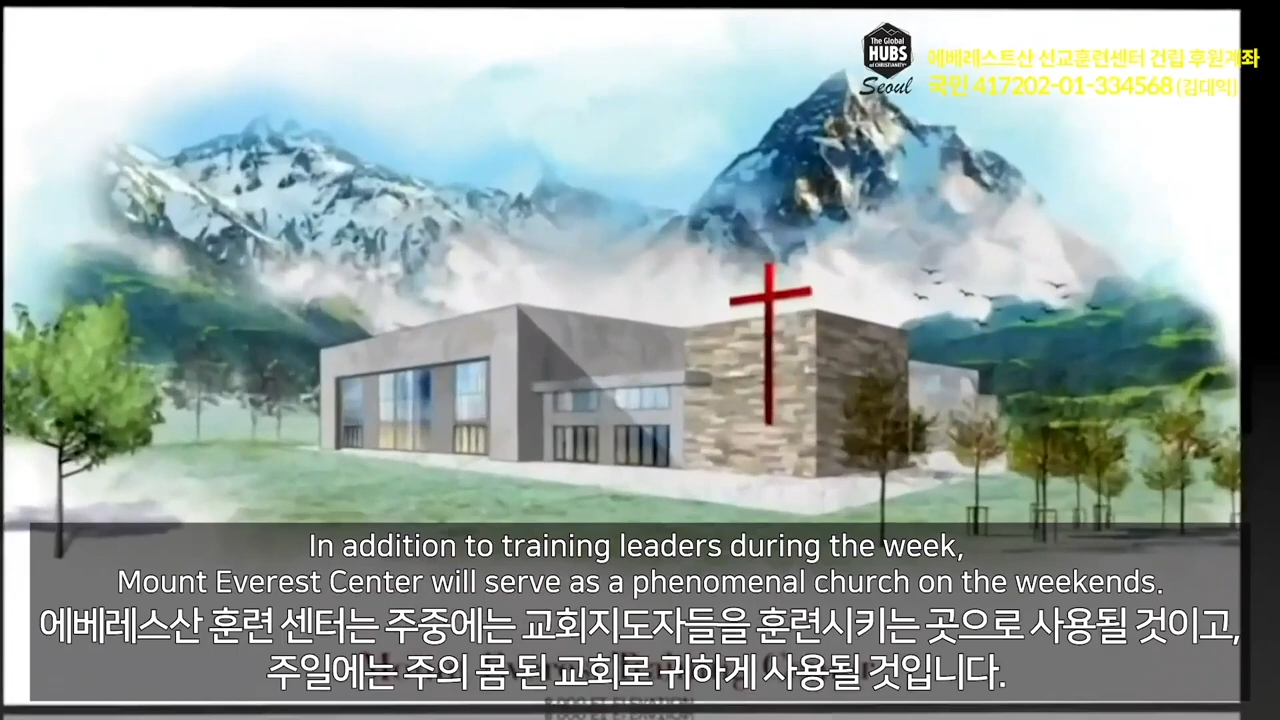 The Global
HUBS
of CHRISTIANITY
Seoul
에베레스트산 선교훈련센터 건립 후원계좌
국민 417202-01-334568 (김대억)
In addition to training leaders during the week,
Mount Everest Center will serve as a phenomenal church on the weekends.
에베레스산 훈련 센터는 주중에는 교회지도자들을 훈련시키는 곳으로 사용될 것이고,
주일에는 주의 몸 된 교회로 귀하게 사용될 것입니다.
8,000 FT ELEVATION